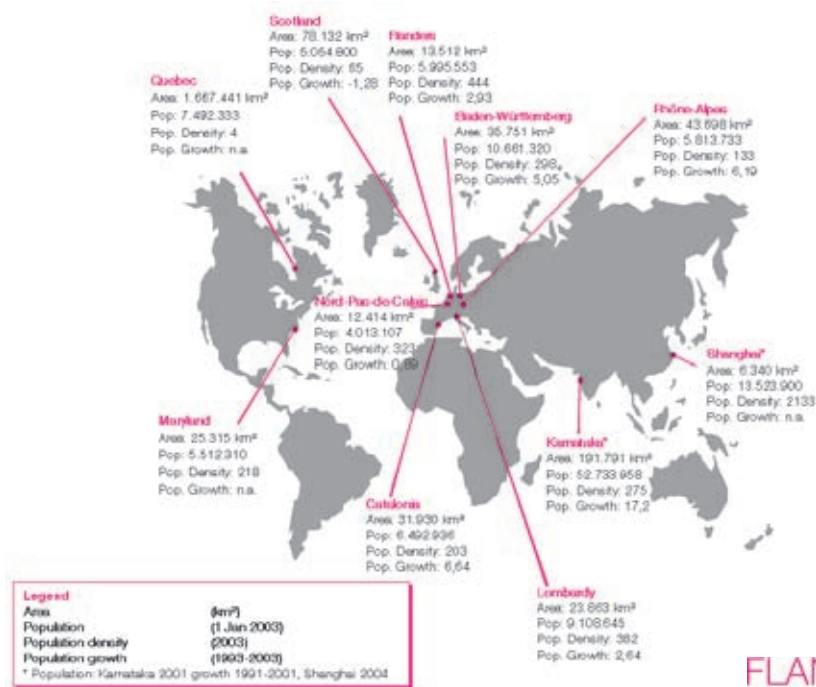 Scotland
Area: 78.132 km²
Pop: 5.054.800
Pop. Density: 65
Pop. Growth: -1,28
Flanders
Area: 13.512 km²
Pop: 5.995.553
Pop. Density: 444
Pop. Growth: 2,93
Quebec
Area: 1.667.441 km²
Pop: 7.492.333
Pop. Density: 4
Pop. Growth: n.a.
Baden-Württemberg
Area: 35.751 km²
Pop: 10.661.320
Pop. Density: 298
Pop. Growth: 5,05
Rhône-Alpes
Area: 43.698 km²
Pop: 5.813.733
Pop. Density: 133
Pop. Growth: 6,19
Nord-Pas-de-Calais
Area: 12.414 km²
Pop: 4.013.107
Pop. Density: 323
Pop. Growth: 0,89
Shanghai*
Area: 6.340 km²
Pop: 13.523.900
Pop. Density: 2133
Pop. Growth: n.a.
Maryland
Area: 25.315 km²
Pop: 5.512.310
Pop. Density: 218
Pop. Growth: n.a.
Karnataka*
Area: 191.791 km²
Pop: 52.733.958
Pop. Density: 275
Pop. Growth: 17,2
Catalonia
Area: 31.930 km²
Pop: 6.492.936
Pop. Density: 203
Pop. Growth: 6,64
Lombardy
Area: 23.863 km²
Pop: 9.108.645
Pop. Density: 382
Pop. Growth: 2,64
Legend
Area (km²)
Population (1 Jan 2003)
Population density (2003)
Population growth (1993-2003)
* Population: Karnataka 2001 growth 1991-2001, Shanghai 2004
FLAN